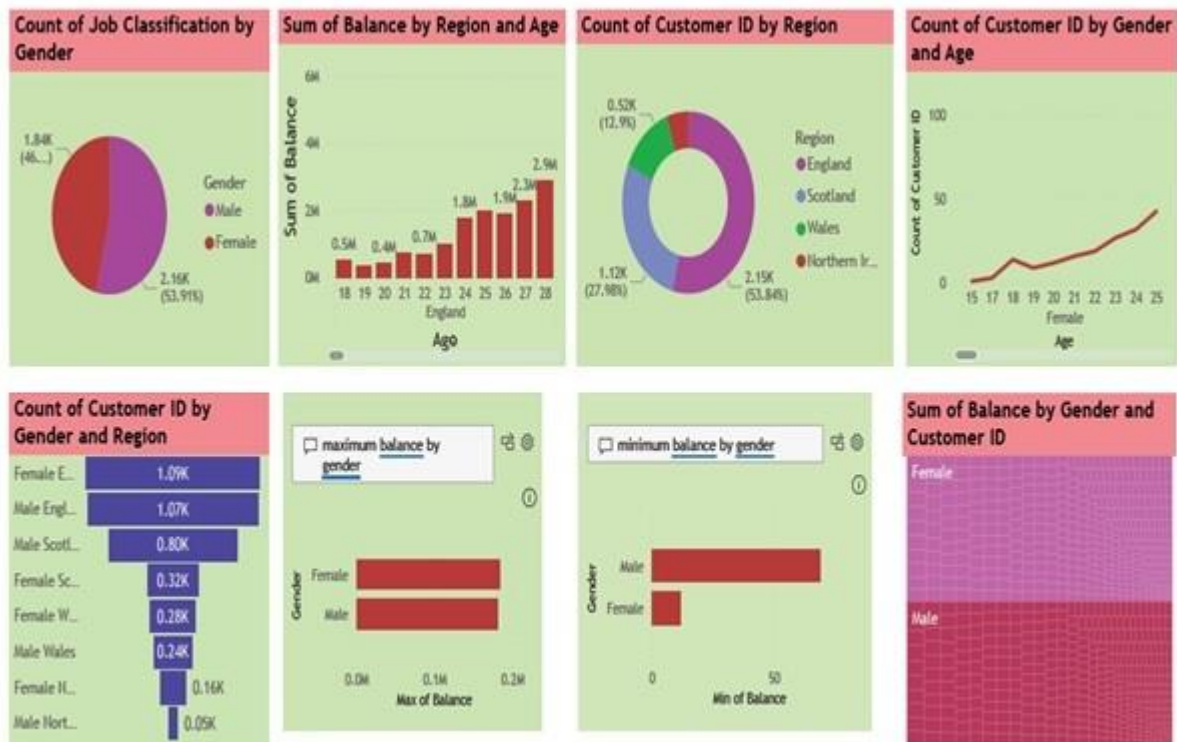 Count of Job Classification by
Gender
1.84K
(46...)
Gender
Male
Female
2.16K
(53.91%)
Sum of Balance by Region and Age
Sum of Balance
6M
4M
2M
0M
0.5M
0.4M
0.7M
1.8M
1.9M
2.3M
2.9M
18 19 20 21 22 23 24 25 26 27 28
England
Ago
Count of Customer ID by Region
0.52K
(12.9%)
1.12K
(27.98%)
2.15K
(53.84%)
Region
England
Scotland
Wales
Northern Ir...
Count of Customer ID by Gender
and Age
Count of Customer ID
100
50
0
15 17 18 19 20 21 22 23 24 25
Female
Age
Count of Customer ID by
Gender and Region
Female E... 1.09K
Male Engl... 1.07K
Male Scotl... 0.80K
Female Sc... 0.32K
Female W... 0.28K
Male Wales 0.24K
Female N... 0.16K
Male Nort... 0.05K
maximum balance by
gender
Gender
Female
Male
0.0M 0.1M 0.2M
Max of Balance
minimum balance by gender
Gender
Male
Female
0 50
Min of Balance
Sum of Balance by Gender and
Customer ID
Female
Male